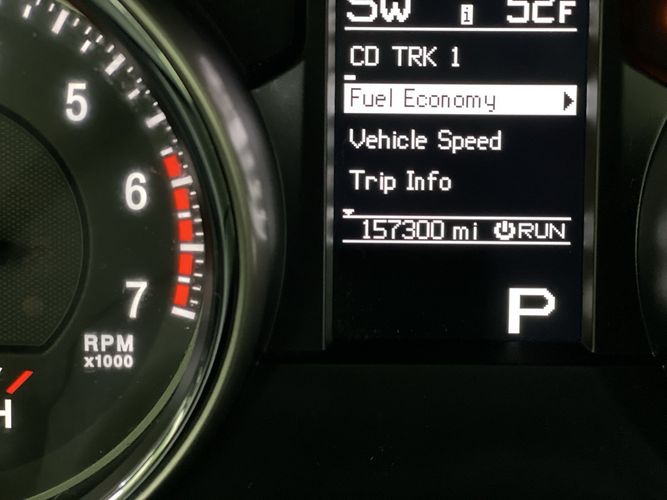 SW i 52F
CD TRK 1
Fuel Economy
Vehicle Speed
Trip Info
157300 mi RUN
P
5
6
7
RPM
x1000
H